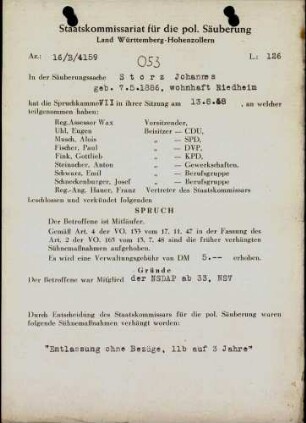 Staatskommissariat für die pol. Säuberung
Land Württemberg-Hohenzollern
Az.: 16/3/4159
053
L.: 126
In der Säuberungssache Storz Johannes
geb. 7.5.1886, wohnhaft Riedheim
hat die Spruchkammer VII in ihrer Sitzung am 13.8.48, an welcher
teilgenommen haben:
Reg.Assessor Wax Vorsitzender,
Uhl, Eugen Beisitzer — CDU,
Mauch, Alois „ — SPD,
Fischer, Paul „ — DVP,
Fink, Gottlieb „ — KPD,
Steinacher, Anton „ — Gewerkschaften.
Schwarz, Emil „ — Berufsgruppe
Schneckenburger, Josef „ — Berufsgruppe
Reg.-Ang. Hauer, Franz Vertreter des Staatskommissars
beschlossen und verkündet folgenden
SPRUCH
Der Betroffene ist Mitläufer.
Gemäß Art. 4 der VO. 153 vom 17. 11. 47 in der Fassung des
Art. 2 der VO. 165 vom 13. 7. 48 sind die früher verhängten
Sühnemaßnahmen aufgehoben.
Es wird eine Verwaltungsgebühr von DM 5.-- erhoben.
Gründe
Der Betroffene war Mitglied der NSDAP ab 33, NSV
Durch Entscheidung des Staatskommissars für die pol. Säuberung waren
folgende Sühnemaßnahmen verhängt worden:
"Entlassung ohne Bezüge, 11b auf 3 Jahre"